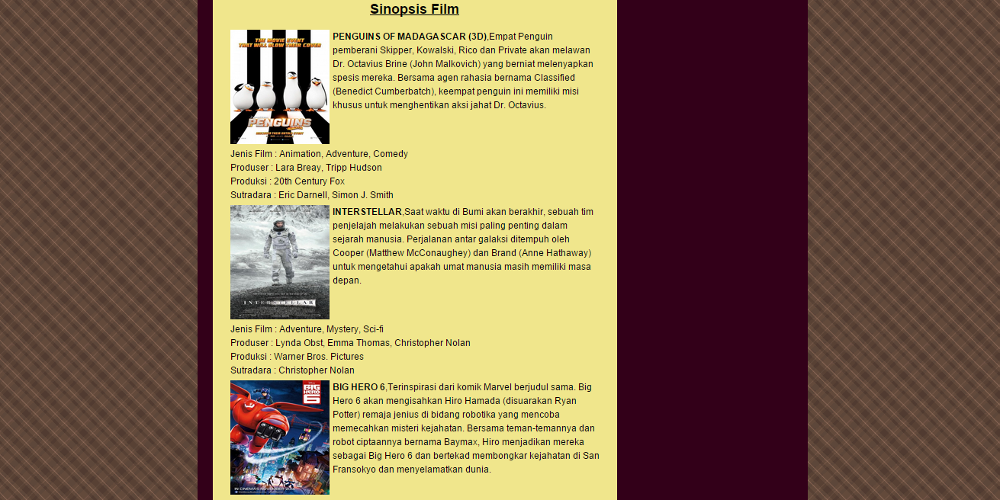 Sinopsis Film
THE MOVIE EVENT
THAT WILL BLOW THEIR COVER
PENGUINS
PENGUINS OF MADAGASCAR (3D),Empat Penguin
pemberani Skipper, Kowalski, Rico dan Private akan melawan
Dr. Octavius Brine (John Malkovich) yang berniat melenyapkan
spesis mereka. Bersama agen rahasia bernama Classified
(Benedict Cumberbatch), keempat penguin ini memiliki misi
khusus untuk menghentikan aksi jahat Dr. Octavius.
Jenis Film : Animation, Adventure, Comedy
Produser : Lara Breay, Tripp Hudson
Produksi : 20th Century Fox
Sutradara : Eric Darnell, Simon J. Smith
INTERSTELLAR
INTERSTELLAR,Saat waktu di Bumi akan berakhir, sebuah tim
penjelajah melakukan sebuah misi paling penting dalam
sejarah manusia. Perjalanan antar galaksi ditempuh oleh
Cooper (Matthew McConaughey) dan Brand (Anne Hathaway)
untuk mengetahui apakah umat manusia masih memiliki masa
depan.
Jenis Film : Adventure, Mystery, Sci-fi
Produser : Lynda Obst, Emma Thomas, Christopher Nolan
Produksi : Warner Bros. Pictures
Sutradara : Christopher Nolan
BIG
HERO
6
IN CINEMAS NOVEMBER
BIG HERO 6,Terinspirasi dari komik Marvel berjudul sama. Big
Hero 6 akan mengisahkan Hiro Hamada (disuarakan Ryan
Potter) remaja jenius di bidang robotika yang mencoba
memecahkan misteri kejahatan. Bersama teman-temannya dan
robot ciptaannya bernama Baymax, Hiro menjadikan mereka
sebagai Big Hero 6 dan bertekad membongkar kejahatan di San
Fransokyo dan menyelamatkan dunia.